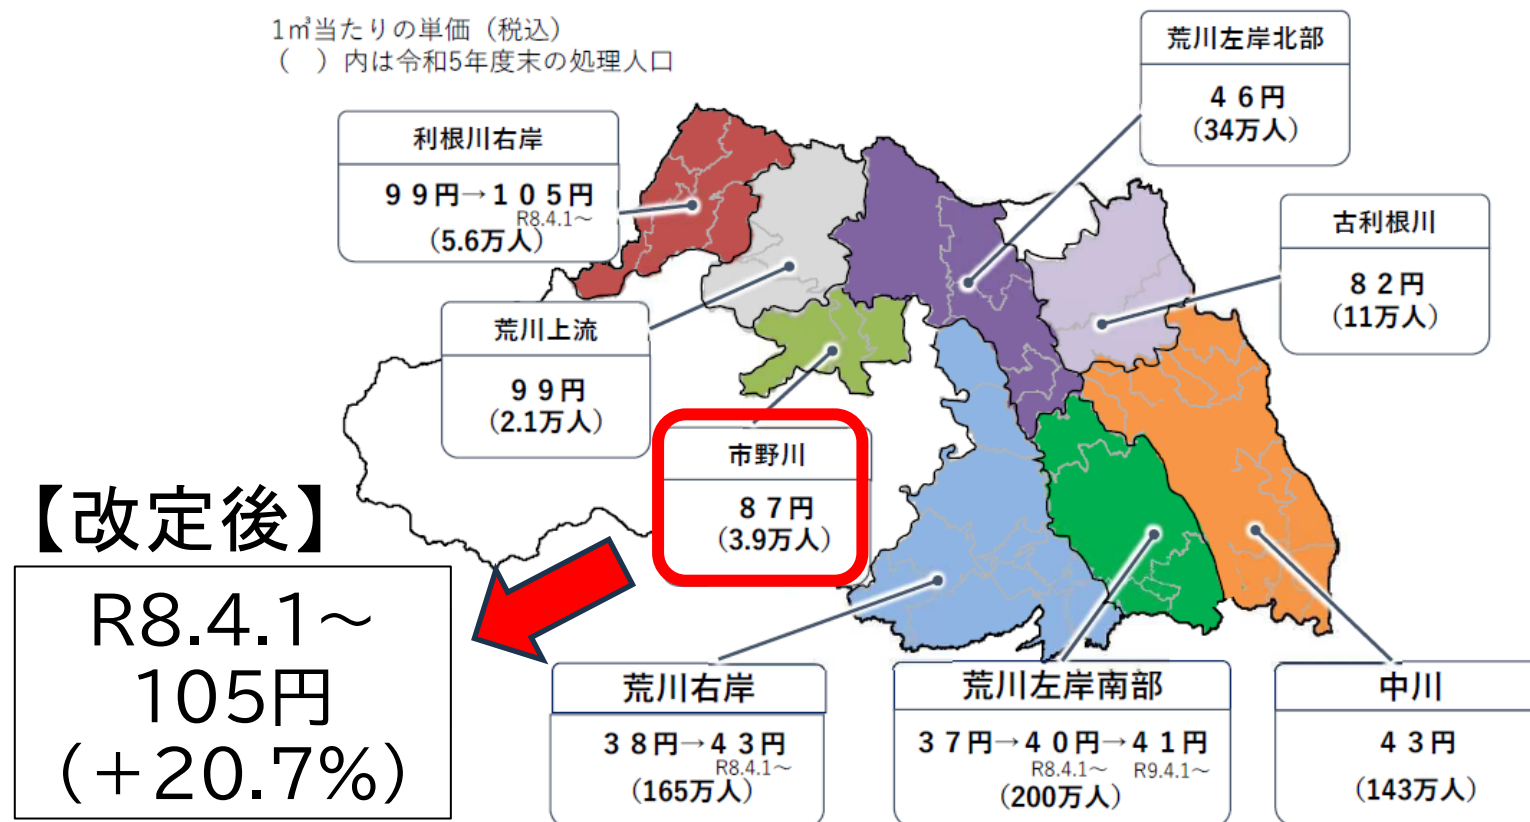 1㎥当たりの単価（税込）
（　）内は令和5年度末の処理人口
荒川左岸北部
４６円
（34万人）
利根川右岸
９９円→１０５円
R8.4.1～
（5.6万人）
古利根川
８２円
（11万人）
荒川上流
９９円
（2.1万人）
市野川
８７円
（3.9万人）
【改定後】
R8.4.1～
105円
（＋20.7％）
荒川右岸
３８円→４３円
R8.4.1～
（165万人）
荒川左岸南部
３７円→４０円→４１円
R8.4.1～ R9.4.1～
（200万人）
中川
４３円
（143万人）